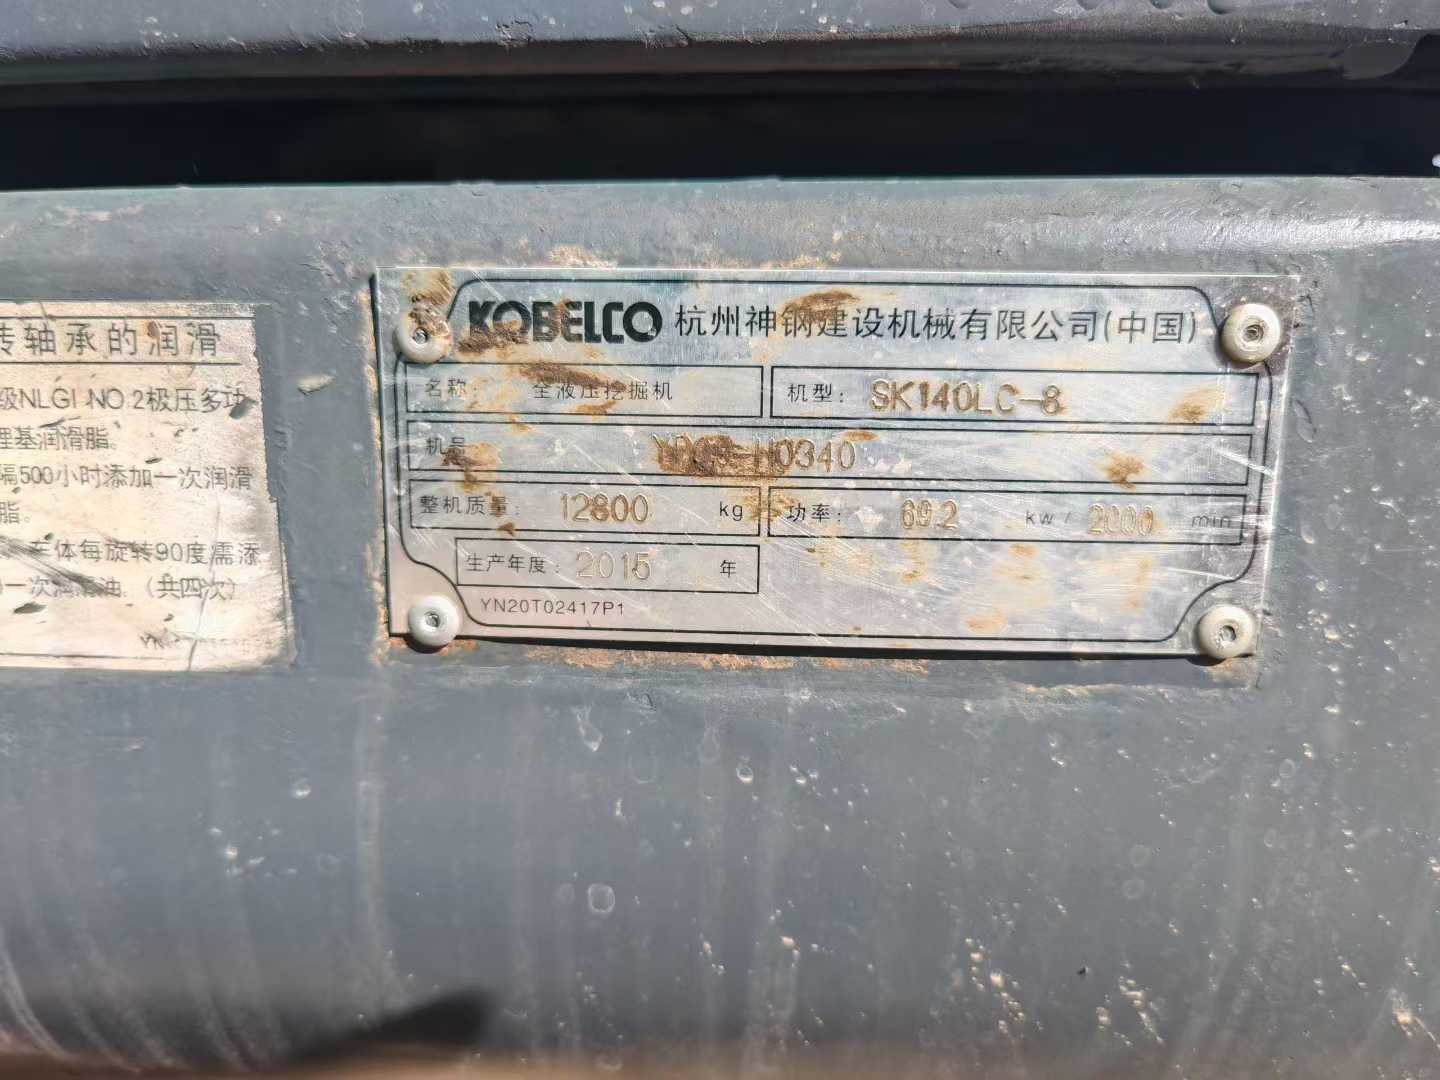 转轴承的润滑
级NLGI NO.2极压多功
锂基润滑脂。
隔500小时添加一次润滑
脂。
车体每旋转90度需添
一次润滑油。(共四次)
KOBELCO 杭州神钢建设机械有限公司(中国)
名称: 全液压挖掘机
机型: SK140LC-8
机号 H0340
整机质量: 12800 kg
功率: 69.2 kw / 2000 min
生产年度: 2015 年
YN20T02417P1